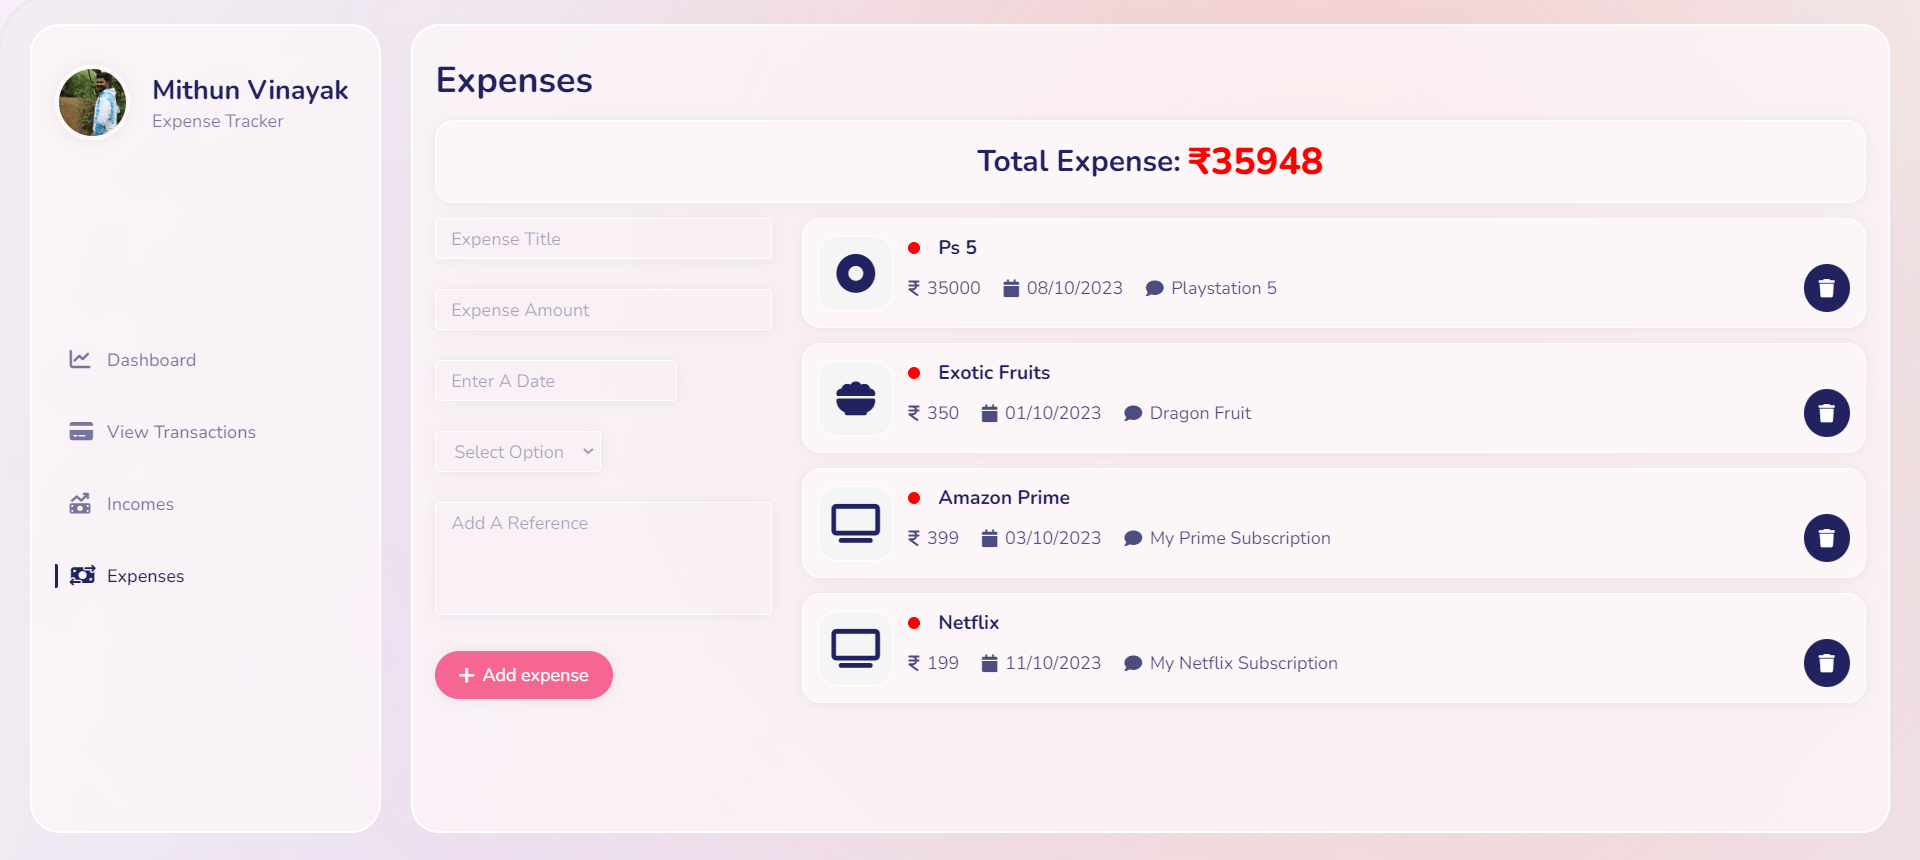 Mithun Vinayak
Expense Tracker
Dashboard
View Transactions
Incomes
Expenses
Expenses
Total Expense: ₹35948
Expense Title
Expense Amount
Enter A Date
Select Option
Add A Reference
+ Add expense
Ps 5
₹ 35000 08/10/2023 Playstation 5
Exotic Fruits
₹ 350 01/10/2023 Dragon Fruit
Amazon Prime
₹ 399 03/10/2023 My Prime Subscription
Netflix
₹ 199 11/10/2023 My Netflix Subscription